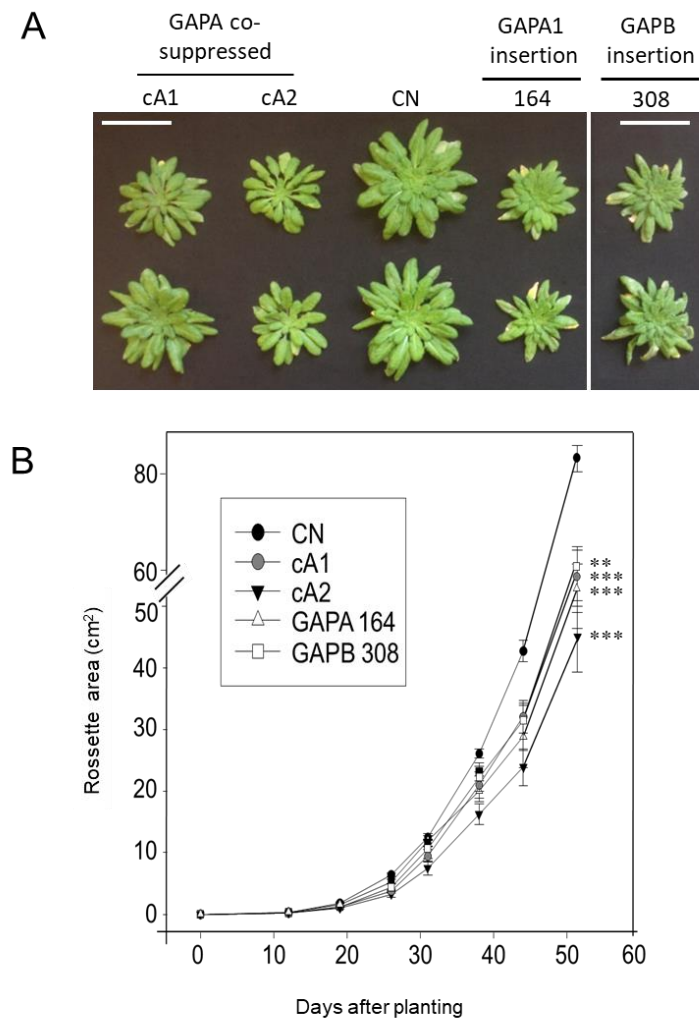 A
GAPA co-
suppressed
GAPA1
insertion
GAPB
insertion
cA1
cA2
CN
164
308
B
80
60
50
40
30
20
10
0
Rossette area (cm²)
CN
cA1
cA2
GAPA 164
GAPB 308
**
***
***
***
0
10
20
30
40
50
60
Days after planting